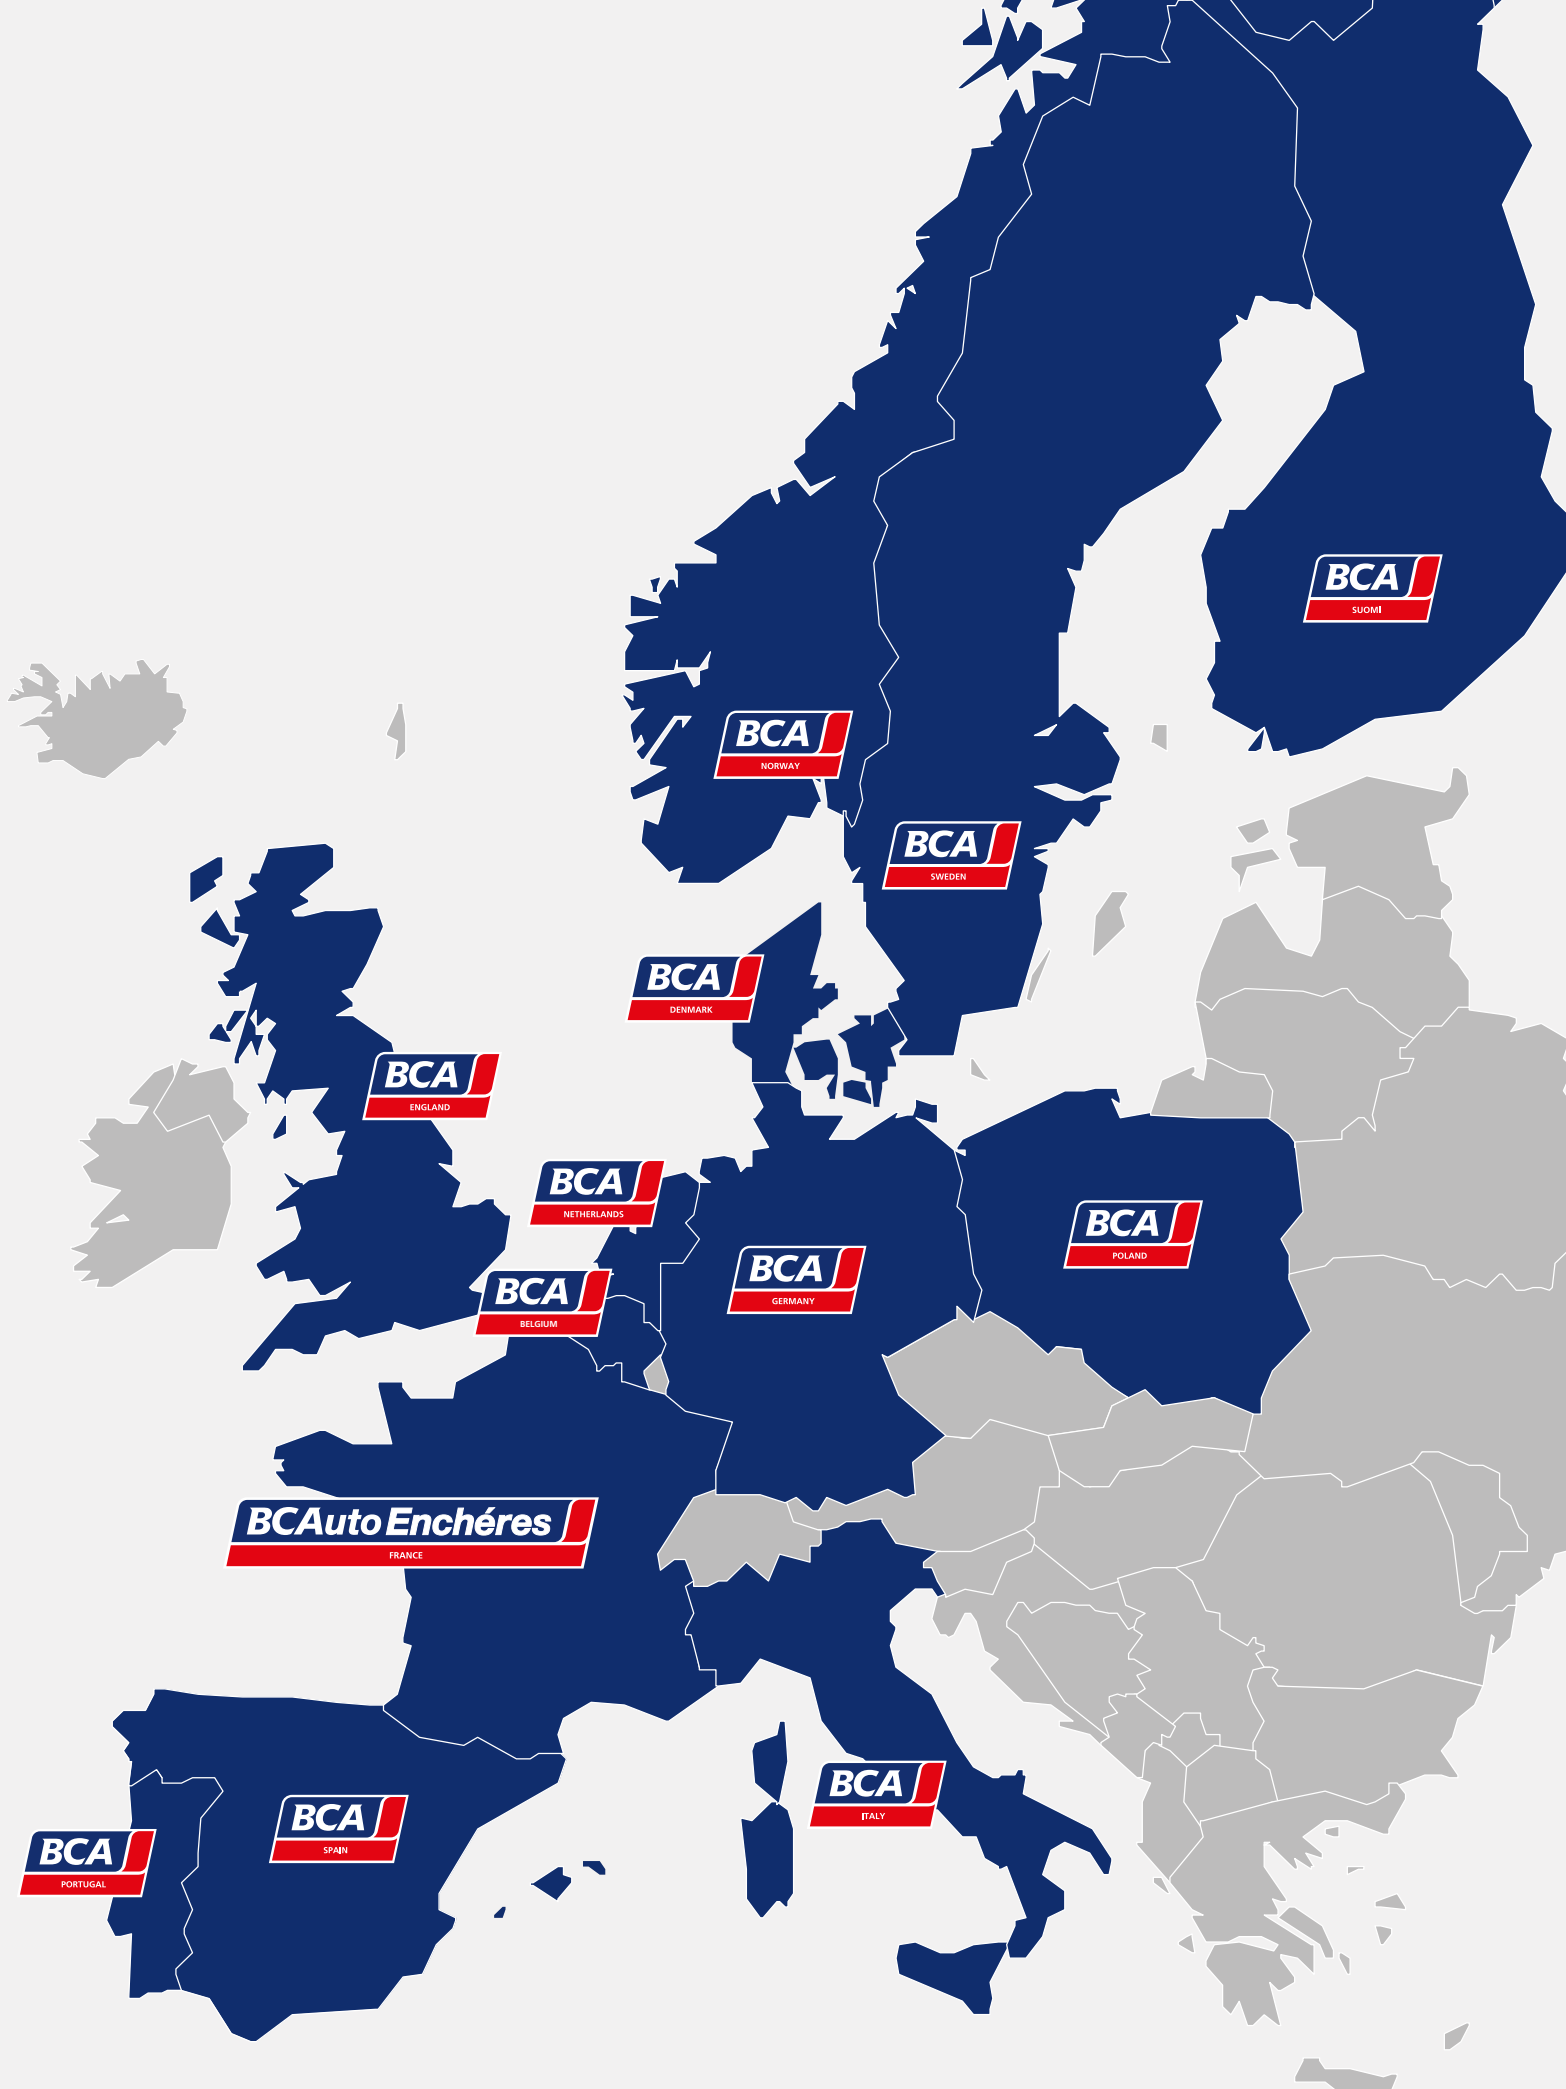 BCA
SUOMI
BCA
NORWAY
BCA
SWEDEN
BCA
DENMARK
BCA
ENGLAND
BCA
NETHERLANDS
BCA
POLAND
BCA
GERMANY
BCA
BELGIUM
BCAuto Enchéres
FRANCE
BCA
ITALY
BCA
SPAIN
BCA
PORTUGAL